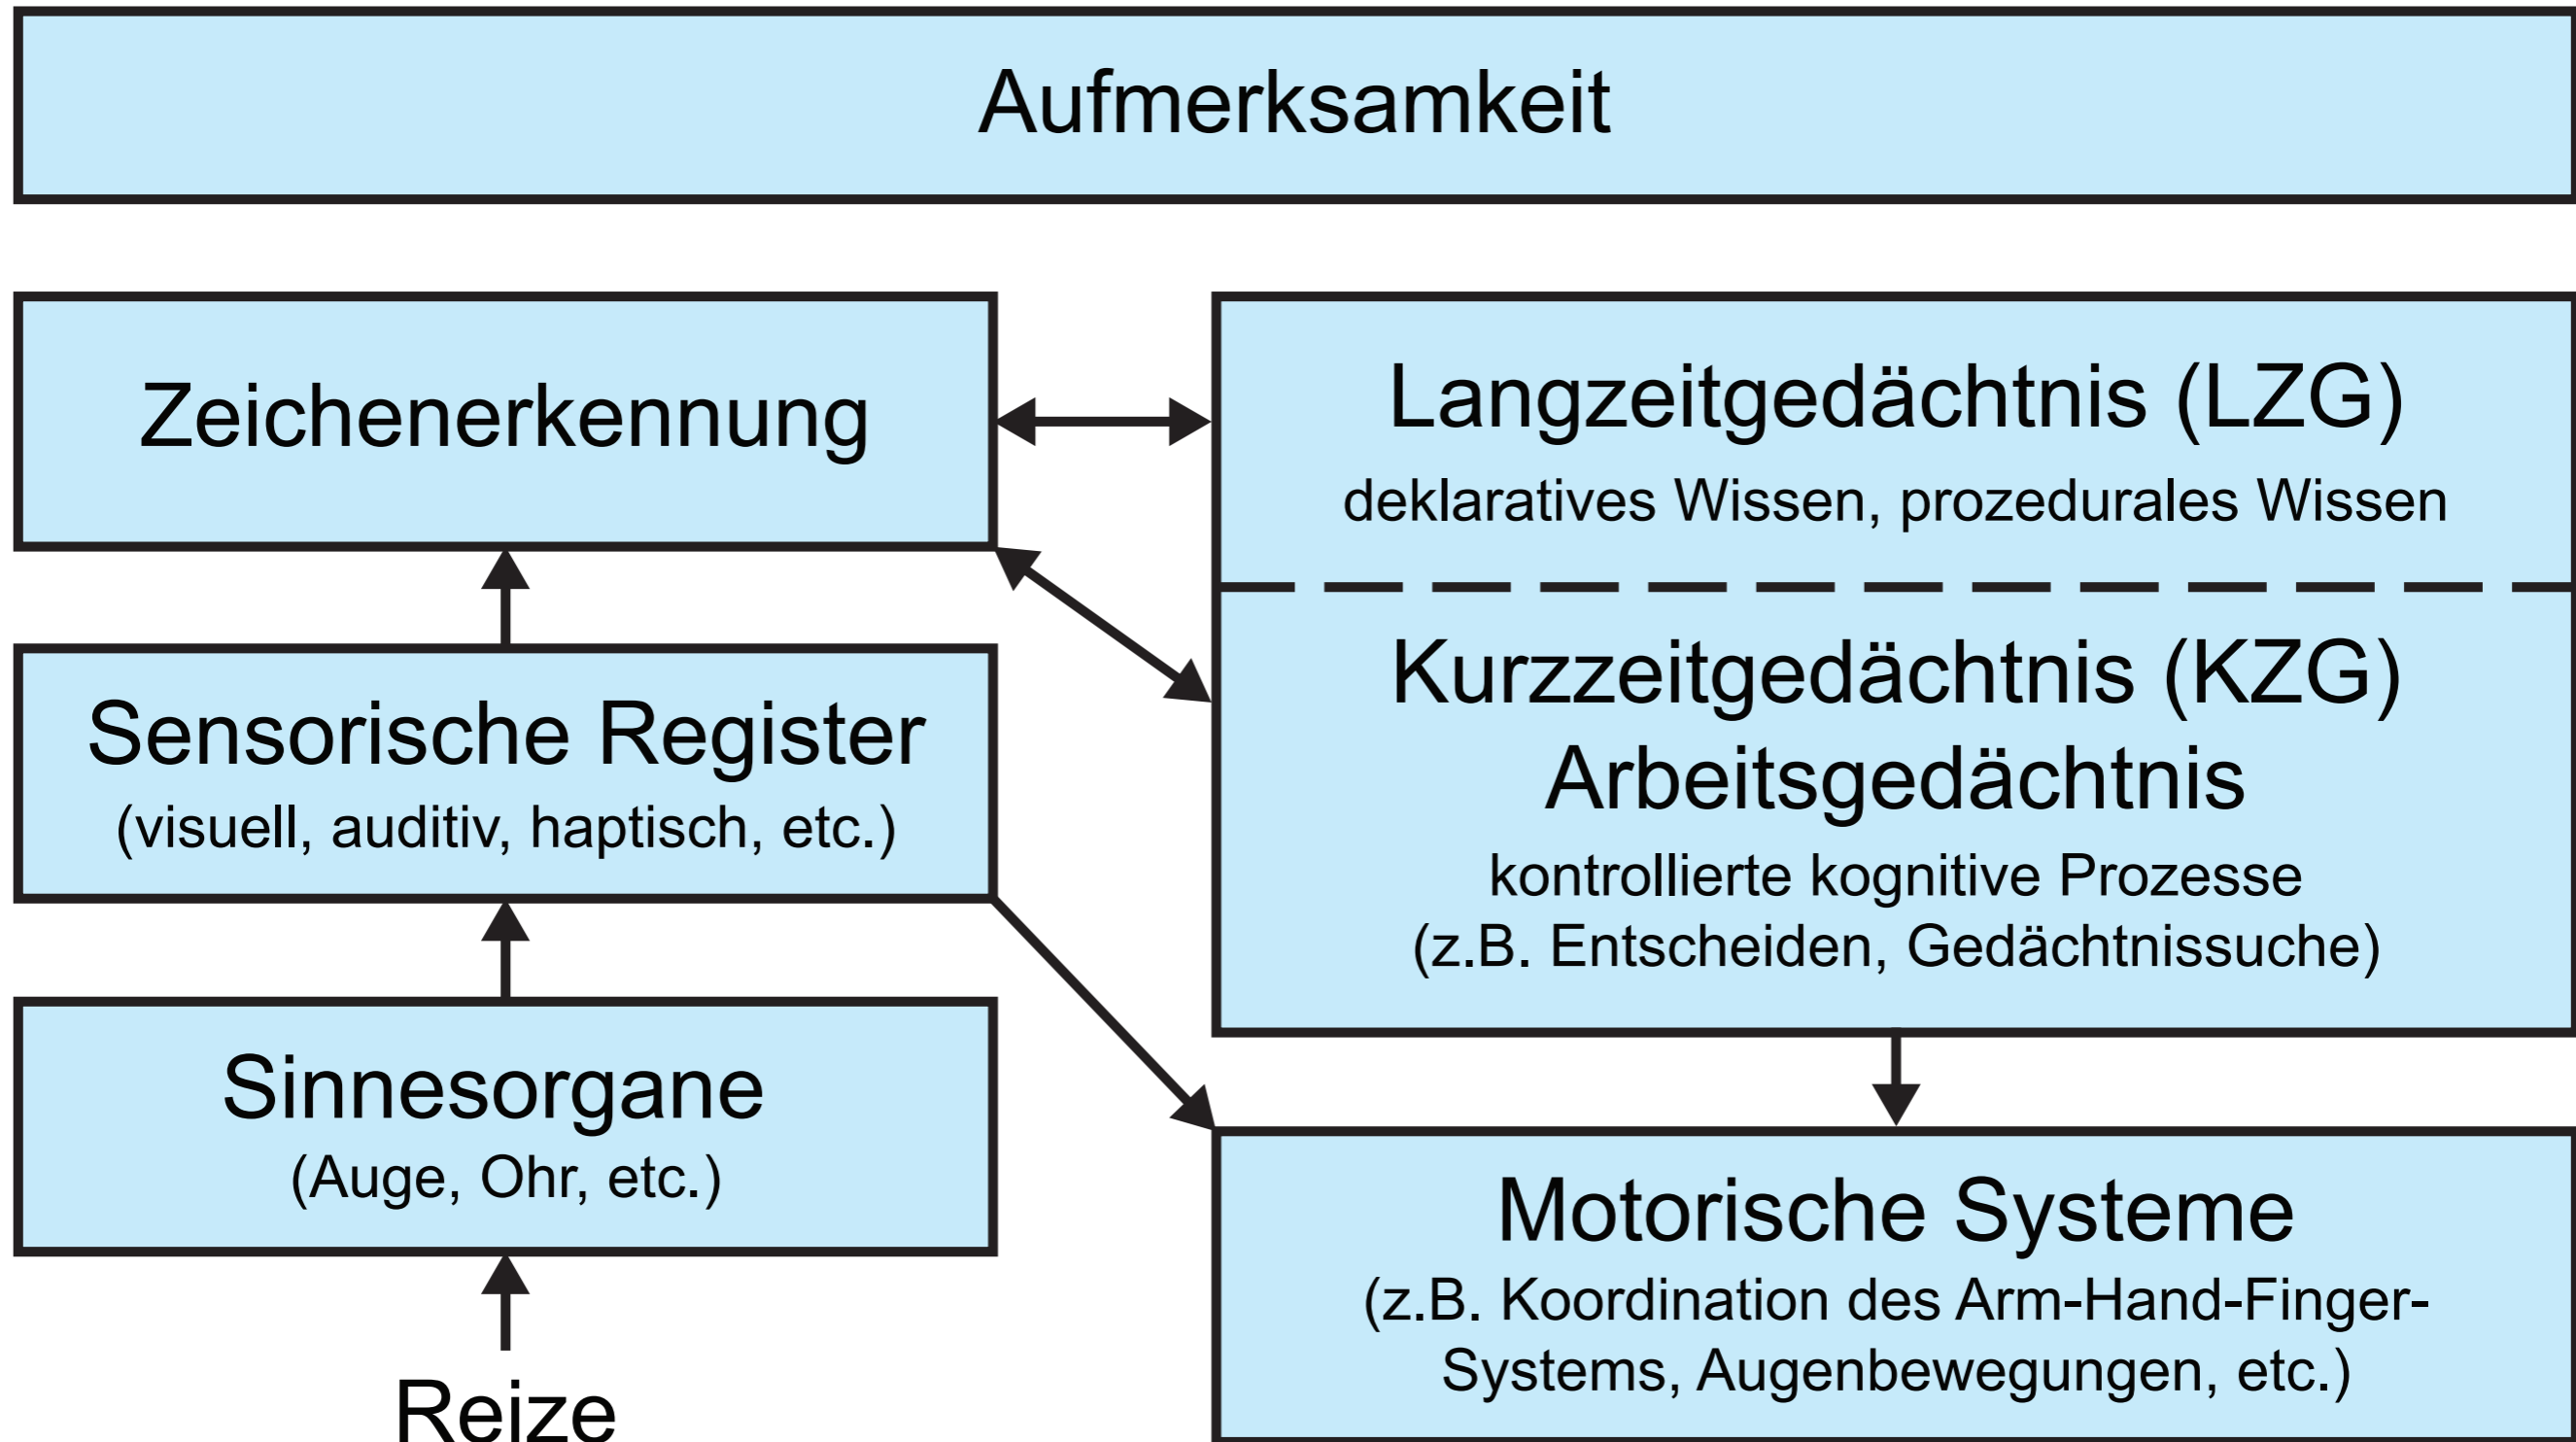 Aufmerksamkeit
Zeichenerkennung
Langzeitgedächtnis (LZG)
deklaratives Wissen, prozedurales Wissen
Kurzzeitgedächtnis (KZG)
Arbeitsgedächtnis
kontrollierte kognitive Prozesse
(z.B. Entscheiden, Gedächtnissuche)
Sensorische Register
(visuell, auditiv, haptisch, etc.)
Sinnesorgane
(Auge, Ohr, etc.)
Reize
Motorische Systeme
(z.B. Koordination des Arm-Hand-Finger-
Systems, Augenbewegungen, etc.)